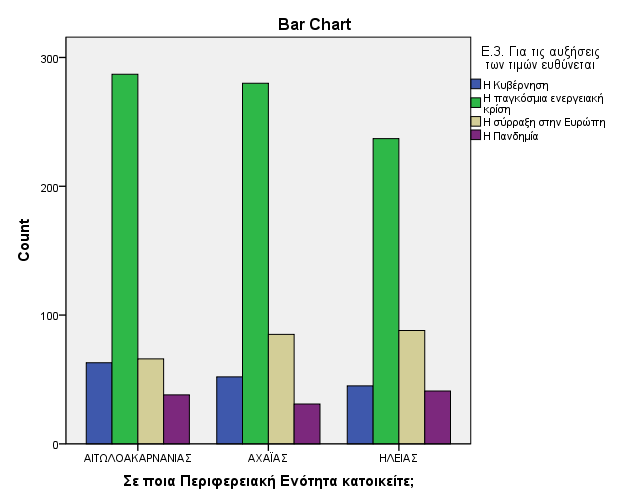 Bar Chart
Ε.3. Για τις αυξήσεις
των τιμών ευθύνεται
Η Κυβέρνηση
Η παγκόσμια ενεργειακή
κρίση
Η σύρραξη στην Ευρώπη
Η Πανδημία
300
200
100
0
Count
ΑΙΤΩΛΟΑΚΑΡΝΑΝΙΑΣ
ΑΧΑΪΑΣ
ΗΛΕΙΑΣ
Σε ποια Περιφερειακή Ενότητα κατοικείτε;